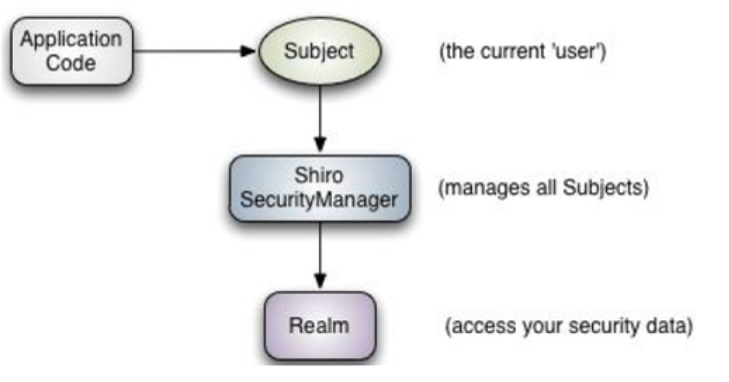 Application
Code
Subject
(the current 'user')
Shiro
SecurityManager
(manages all Subjects)
Realm
(access your security data)